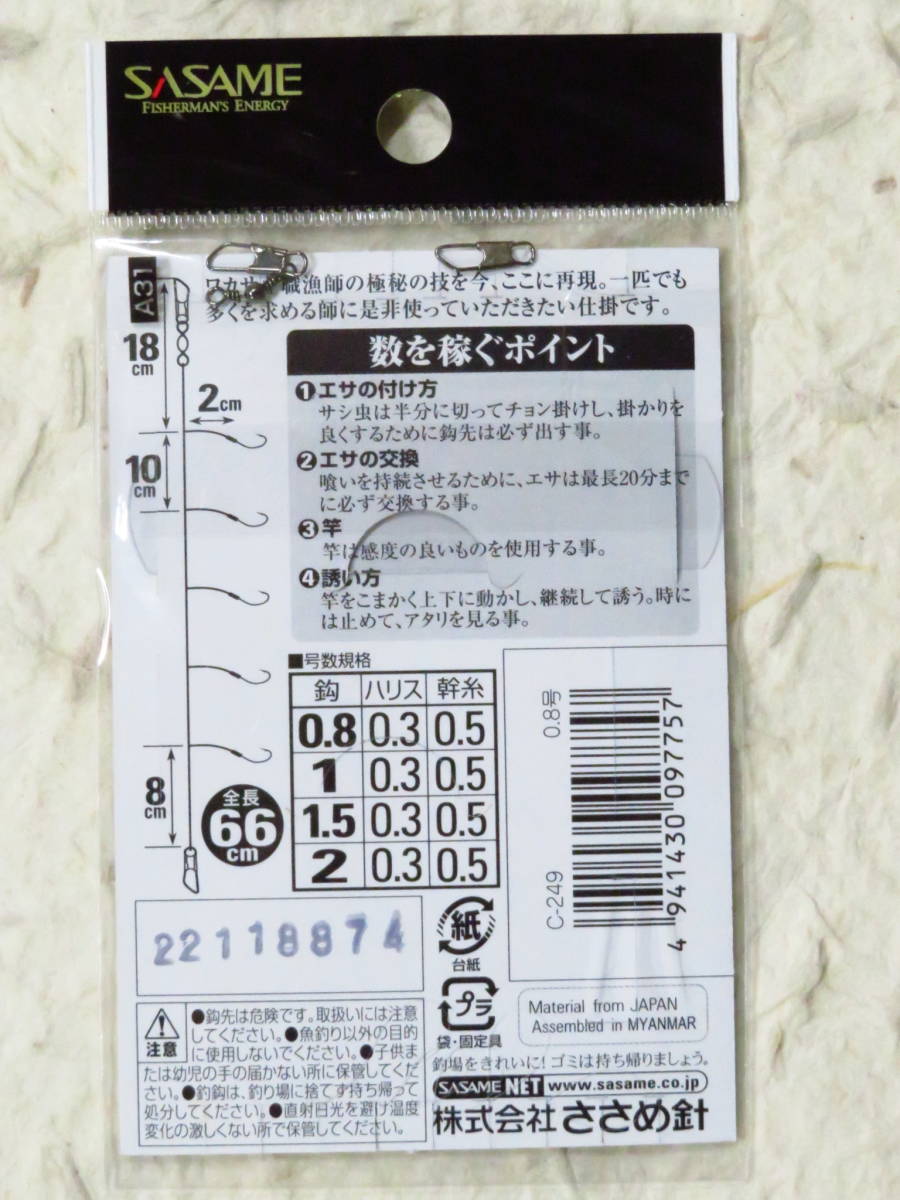 SASAME
FISHERMAN'S ENERGY
A31
職漁師の極秘の技を今、ここに再現。一匹でも
多くを求める師に是非使っていただきたい仕掛です。
数を稼ぐポイント
❶エサの付け方
サシ虫は半分に切ってチョン掛けし、掛かりを
良くするために鈎先は必ず出す事。
❷エサの交換
喰いを持続させるために、エサは最長20分まで
に必ず交換する事。
❸竿
竿は感度の良いものを使用する事。
❹誘い方
竿をこまかく上下に動かし、継続して誘う。時に
は止めて、アタリを見る事。
18
cm
2cm
10
cm
8
cm
全長
66
cm
■号数規格
鈎 ハリス 幹糸
0.8 0.3 0.5
1 0.3 0.5
1.5 0.3 0.5
2 0.3 0.5
0.8号
C-249
4 941430 097757
22118874
紙
台紙
プラ
袋・固定具
Material from JAPAN
Assembled in MYANMAR
注意
●鈎先は危険です。取扱いには注意
してください。●魚釣り以外の目的
に使用しないでください。●子供ま
たは幼児の手の届かない所に保管してくださ
い。●釣鈎は、釣り場に捨てず持ち帰って
処分してください。●直射日光を避け温度
変化の激しくない所で保管してください。
釣場をきれいに!ゴミは持ち帰りましょう。
SASAME NET www.sasame.co.jp
株式会社 ささめ針